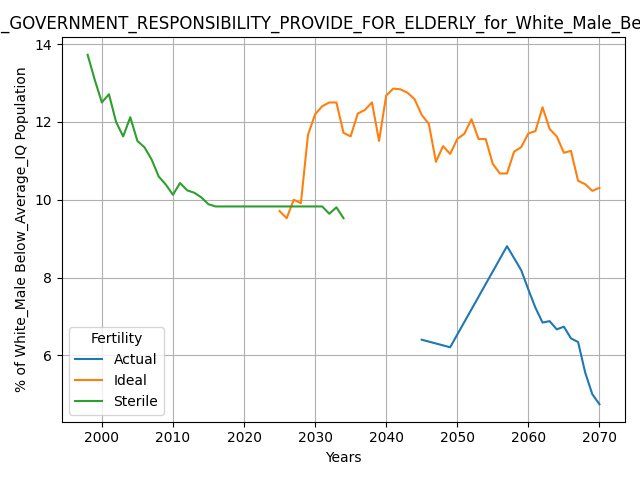 _GOVERNMENT_RESPONSIBILITY_PROVIDE_FOR_ELDERLY_for_White_Male_Be
% of White_Male Below_Average_IQ Population
14
12
10
8
6
Fertility
Actual
Ideal
Sterile
2000 2010 2020 2030 2040 2050 2060 2070
Years